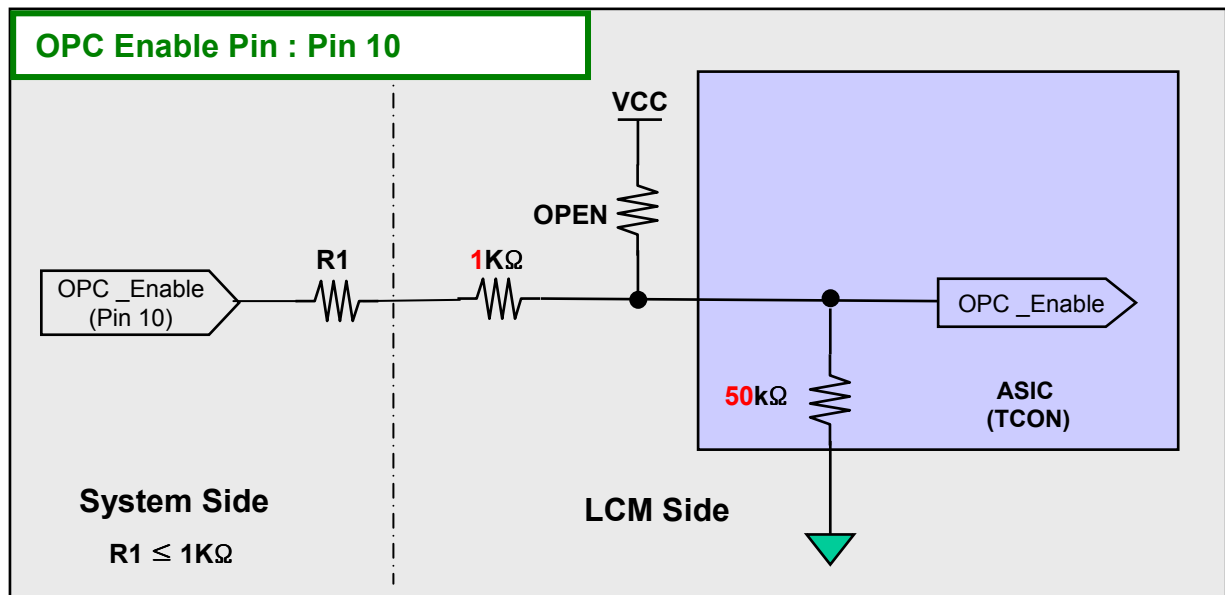 OPC Enable Pin : Pin 10
VCC
OPEN
R1
1KΩ
OPC _Enable
(Pin 10)
OPC _Enable
50kΩ
ASIC
(TCON)
System Side
LCM Side
R1 ≤ 1KΩ